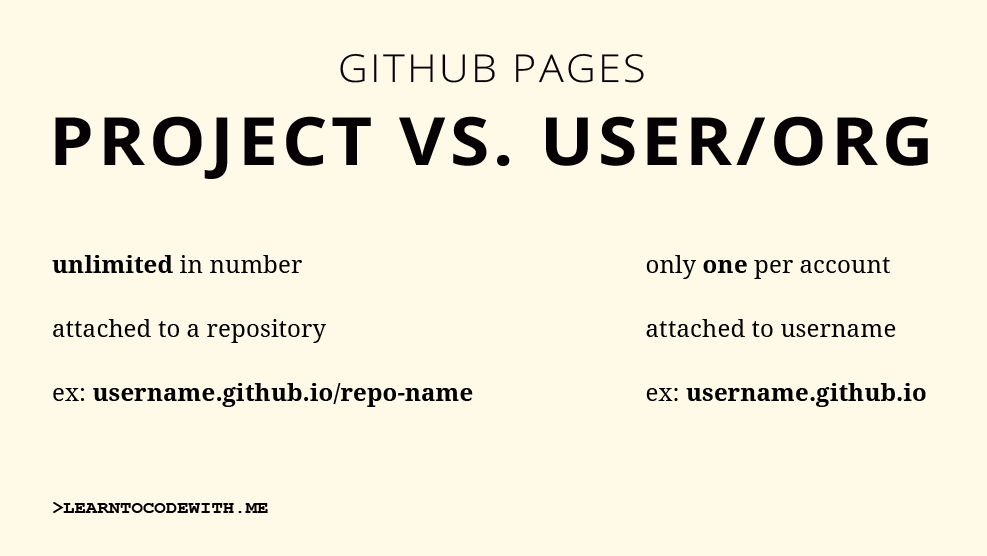 GITHUB PAGES
PROJECT VS. USER/ORG
unlimited in number
attached to a repository
ex: username.github.io/repo-name
only one per account
attached to username
ex: username.github.io
>LEARNTOCODEWITH.ME